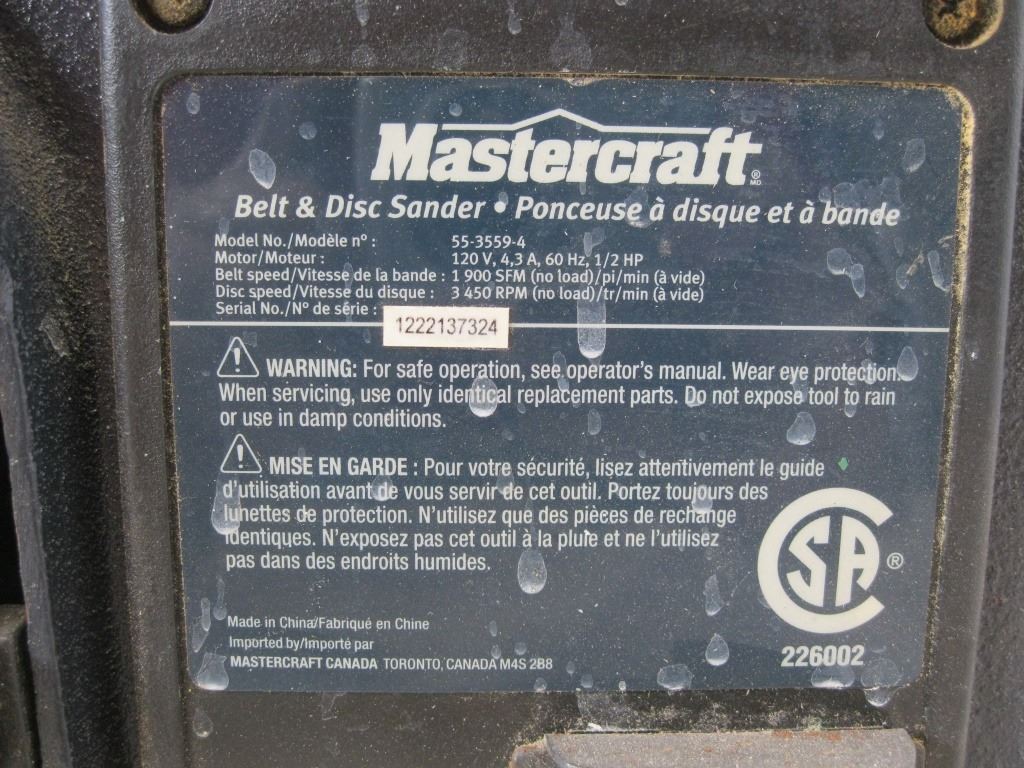 Mastercraft ®
MD
Belt & Disc Sander • Ponceuse à disque et à bande
Model No./Modèle nº : 55-3559-4
Motor/Moteur : 120 V, 4,3 A, 60 Hz, 1/2 HP
Belt speed/Vitesse de la bande : 1 900 SFM (no load)/pi/min (à vide)
Disc speed/Vitesse du disque : 3 450 RPM (no load)/tr/min (à vide)
Serial No./Nº de série : 1222137324
WARNING: For safe operation, see operator's manual. Wear eye protection.
When servicing, use only identical replacement parts. Do not expose tool to rain
or use in damp conditions.
MISE EN GARDE : Pour votre sécurité, lisez attentivement le guide
d'utilisation avant de vous servir de cet outil. Portez toujours des
lunettes de protection. N'utilisez que des pièces de rechange
identiques. N'exposez pas cet outil à la pluie et ne l'utilisez
pas dans des endroits humides.
CSA ®
226002
Made in China/Fabriqué en Chine
Imported by/Importé par
MASTERCRAFT CANADA TORONTO, CANADA M4S 2B8